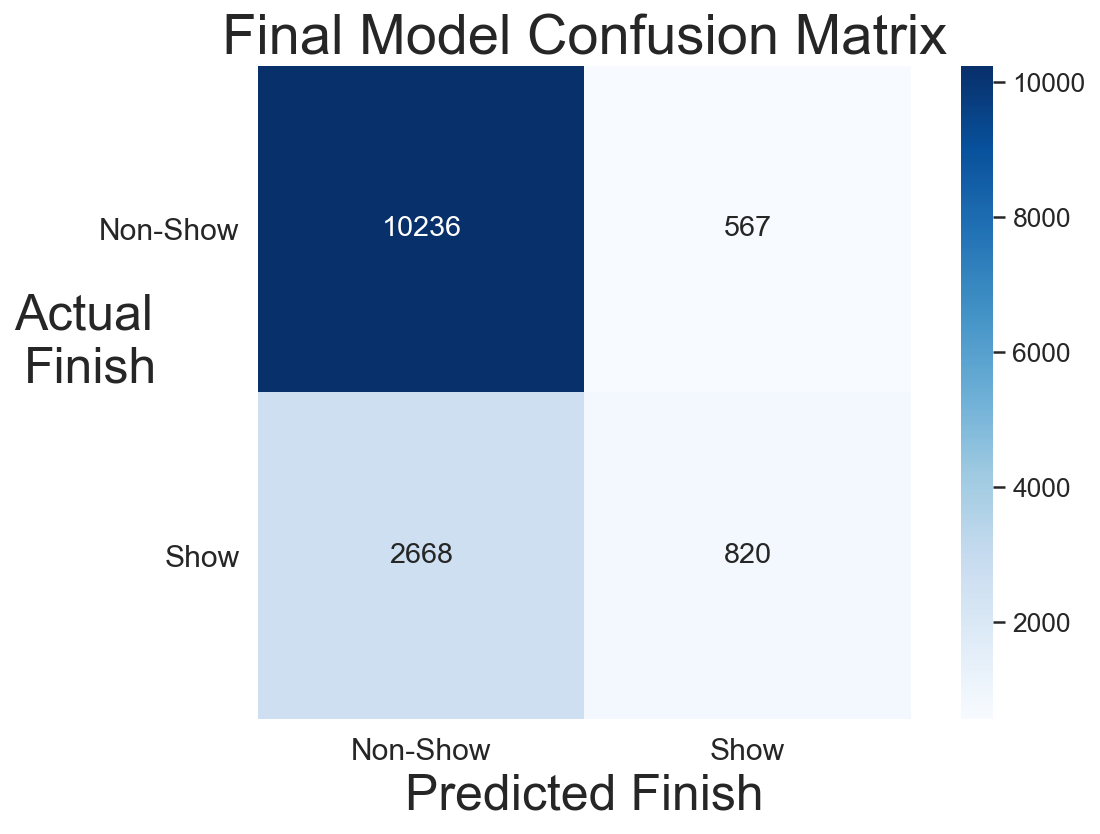 Final Model Confusion Matrix
Non-Show
10236
567
Actual
Finish
Show
2668
820
Non-Show
Show
Predicted Finish
10000
8000
6000
4000
2000